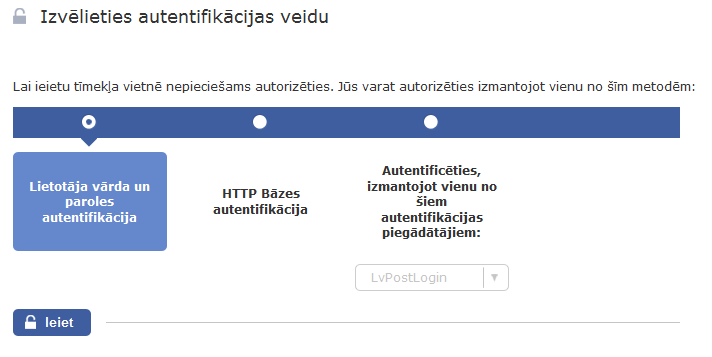 Izvēlieties autentifikācijas veidu
Lai ieietu tīmekļa vietnē nepieciešams autorizēties. Jūs varat autorizēties izmantojot vienu no šīm metodēm:
Lietotāja vārda un
paroles
autentifikācija
HTTP Bāzes
autentifikācija
Autentificēties,
izmantojot vienu no
šiem
autentifikācijas
piegādātājiem:
LvPostLogin
Ieiet